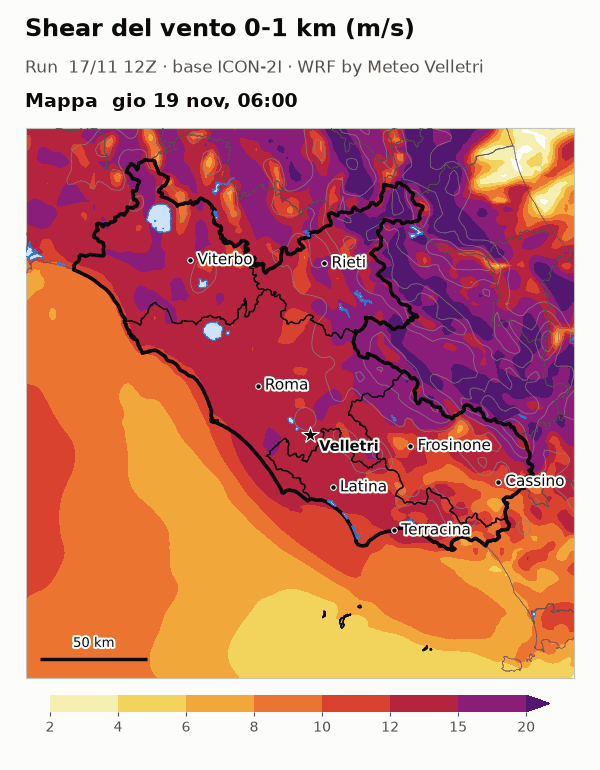 Shear del vento 0-1 km (m/s)
Run 17/11 12Z · base ICON-2I · WRF by Meteo Velletri
Mappa gio 19 nov, 06:00
Viterbo
Rieti
Roma
Velletri
Frosinone
Latina
Cassino
Terracina
50 km
2 4 6 8 10 12 15 20